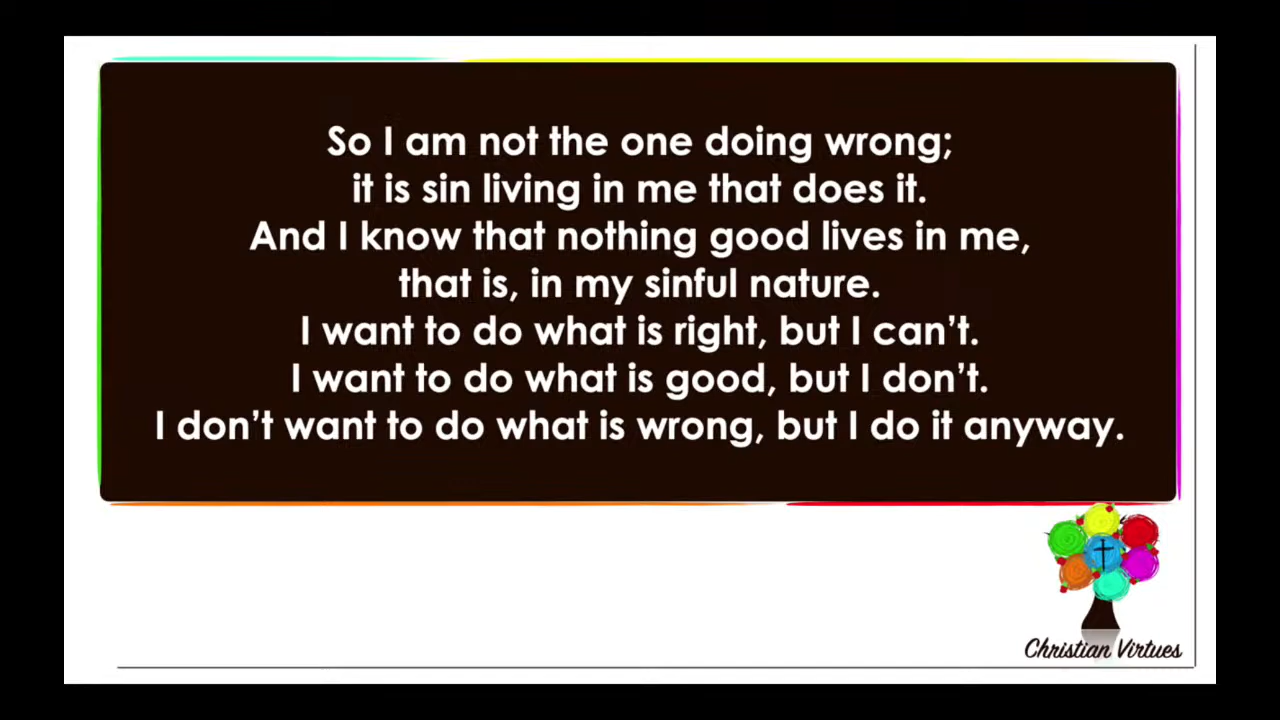 So I am not the one doing wrong;
it is sin living in me that does it.
And I know that nothing good lives in me,
that is, in my sinful nature.
I want to do what is right, but I can’t.
I want to do what is good, but I don’t.
I don’t want to do what is wrong, but I do it anyway.
Christian Virtues